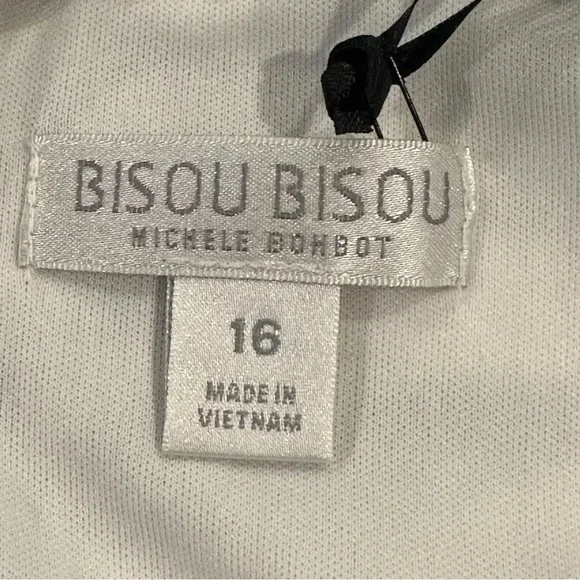 BISOU BISOU
MICHELE BOHBOT
16
MADE IN
VIETNAM